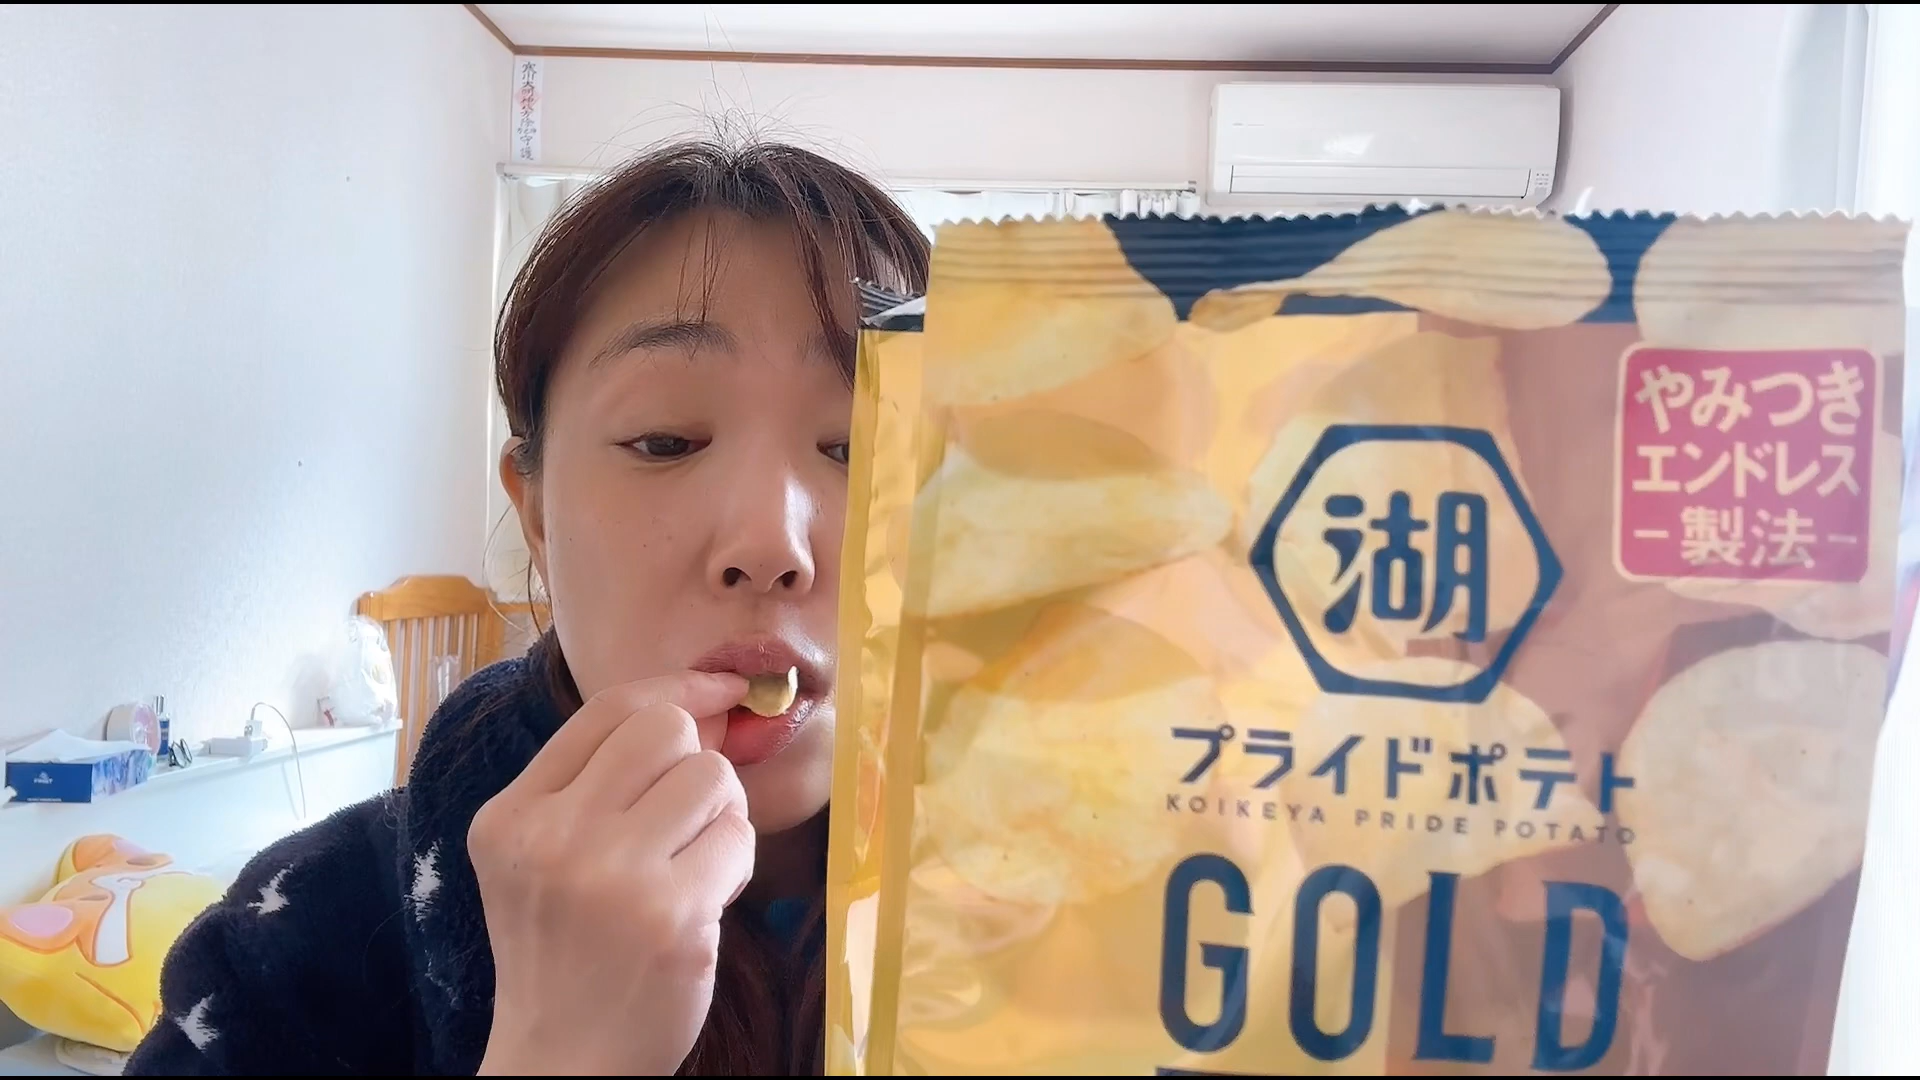 やみつき
エンドレス
-製法-
湖
プライドポテト
KOIKEYA PRIDE POTATO
GOLD